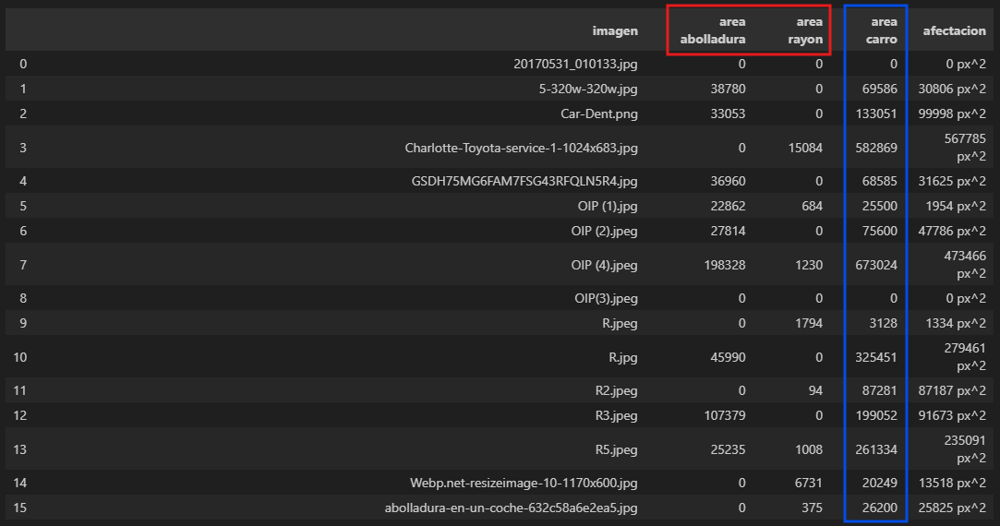 imagen area abolladura area rayon area carro afectacion
0 20170531_010133.jpg 0 0 0 0 px^2
1 5-320w-320w.jpg 38780 0 69586 30806 px^2
2 Car-Dent.png 33053 0 133051 99998 px^2
3 Charlotte-Toyota-service-1-1024x683.jpg 0 15084 582869 567785 px^2
4 GSDH75MG6FAM7FSG43RFQLN5R4.jpg 36960 0 68585 31625 px^2
5 OIP (1).jpg 22862 684 25500 1954 px^2
6 OIP (2).jpeg 27814 0 75600 47786 px^2
7 OIP (4).jpeg 198328 1230 673024 473466 px^2
8 OIP(3).jpeg 0 0 0 0 px^2
9 R.jpeg 0 1794 3128 1334 px^2
10 R.jpg 45990 0 325451 279461 px^2
11 R2.jpeg 0 94 87281 87187 px^2
12 R3.jpeg 107379 0 199052 91673 px^2
13 R5.jpeg 25235 1008 261334 235091 px^2
14 Webp.net-resizeimage-10-1170x600.jpg 0 6731 20249 13518 px^2
15 abolladura-en-un-coche-632c58a6e2ea5.jpg 0 375 26200 25825 px^2